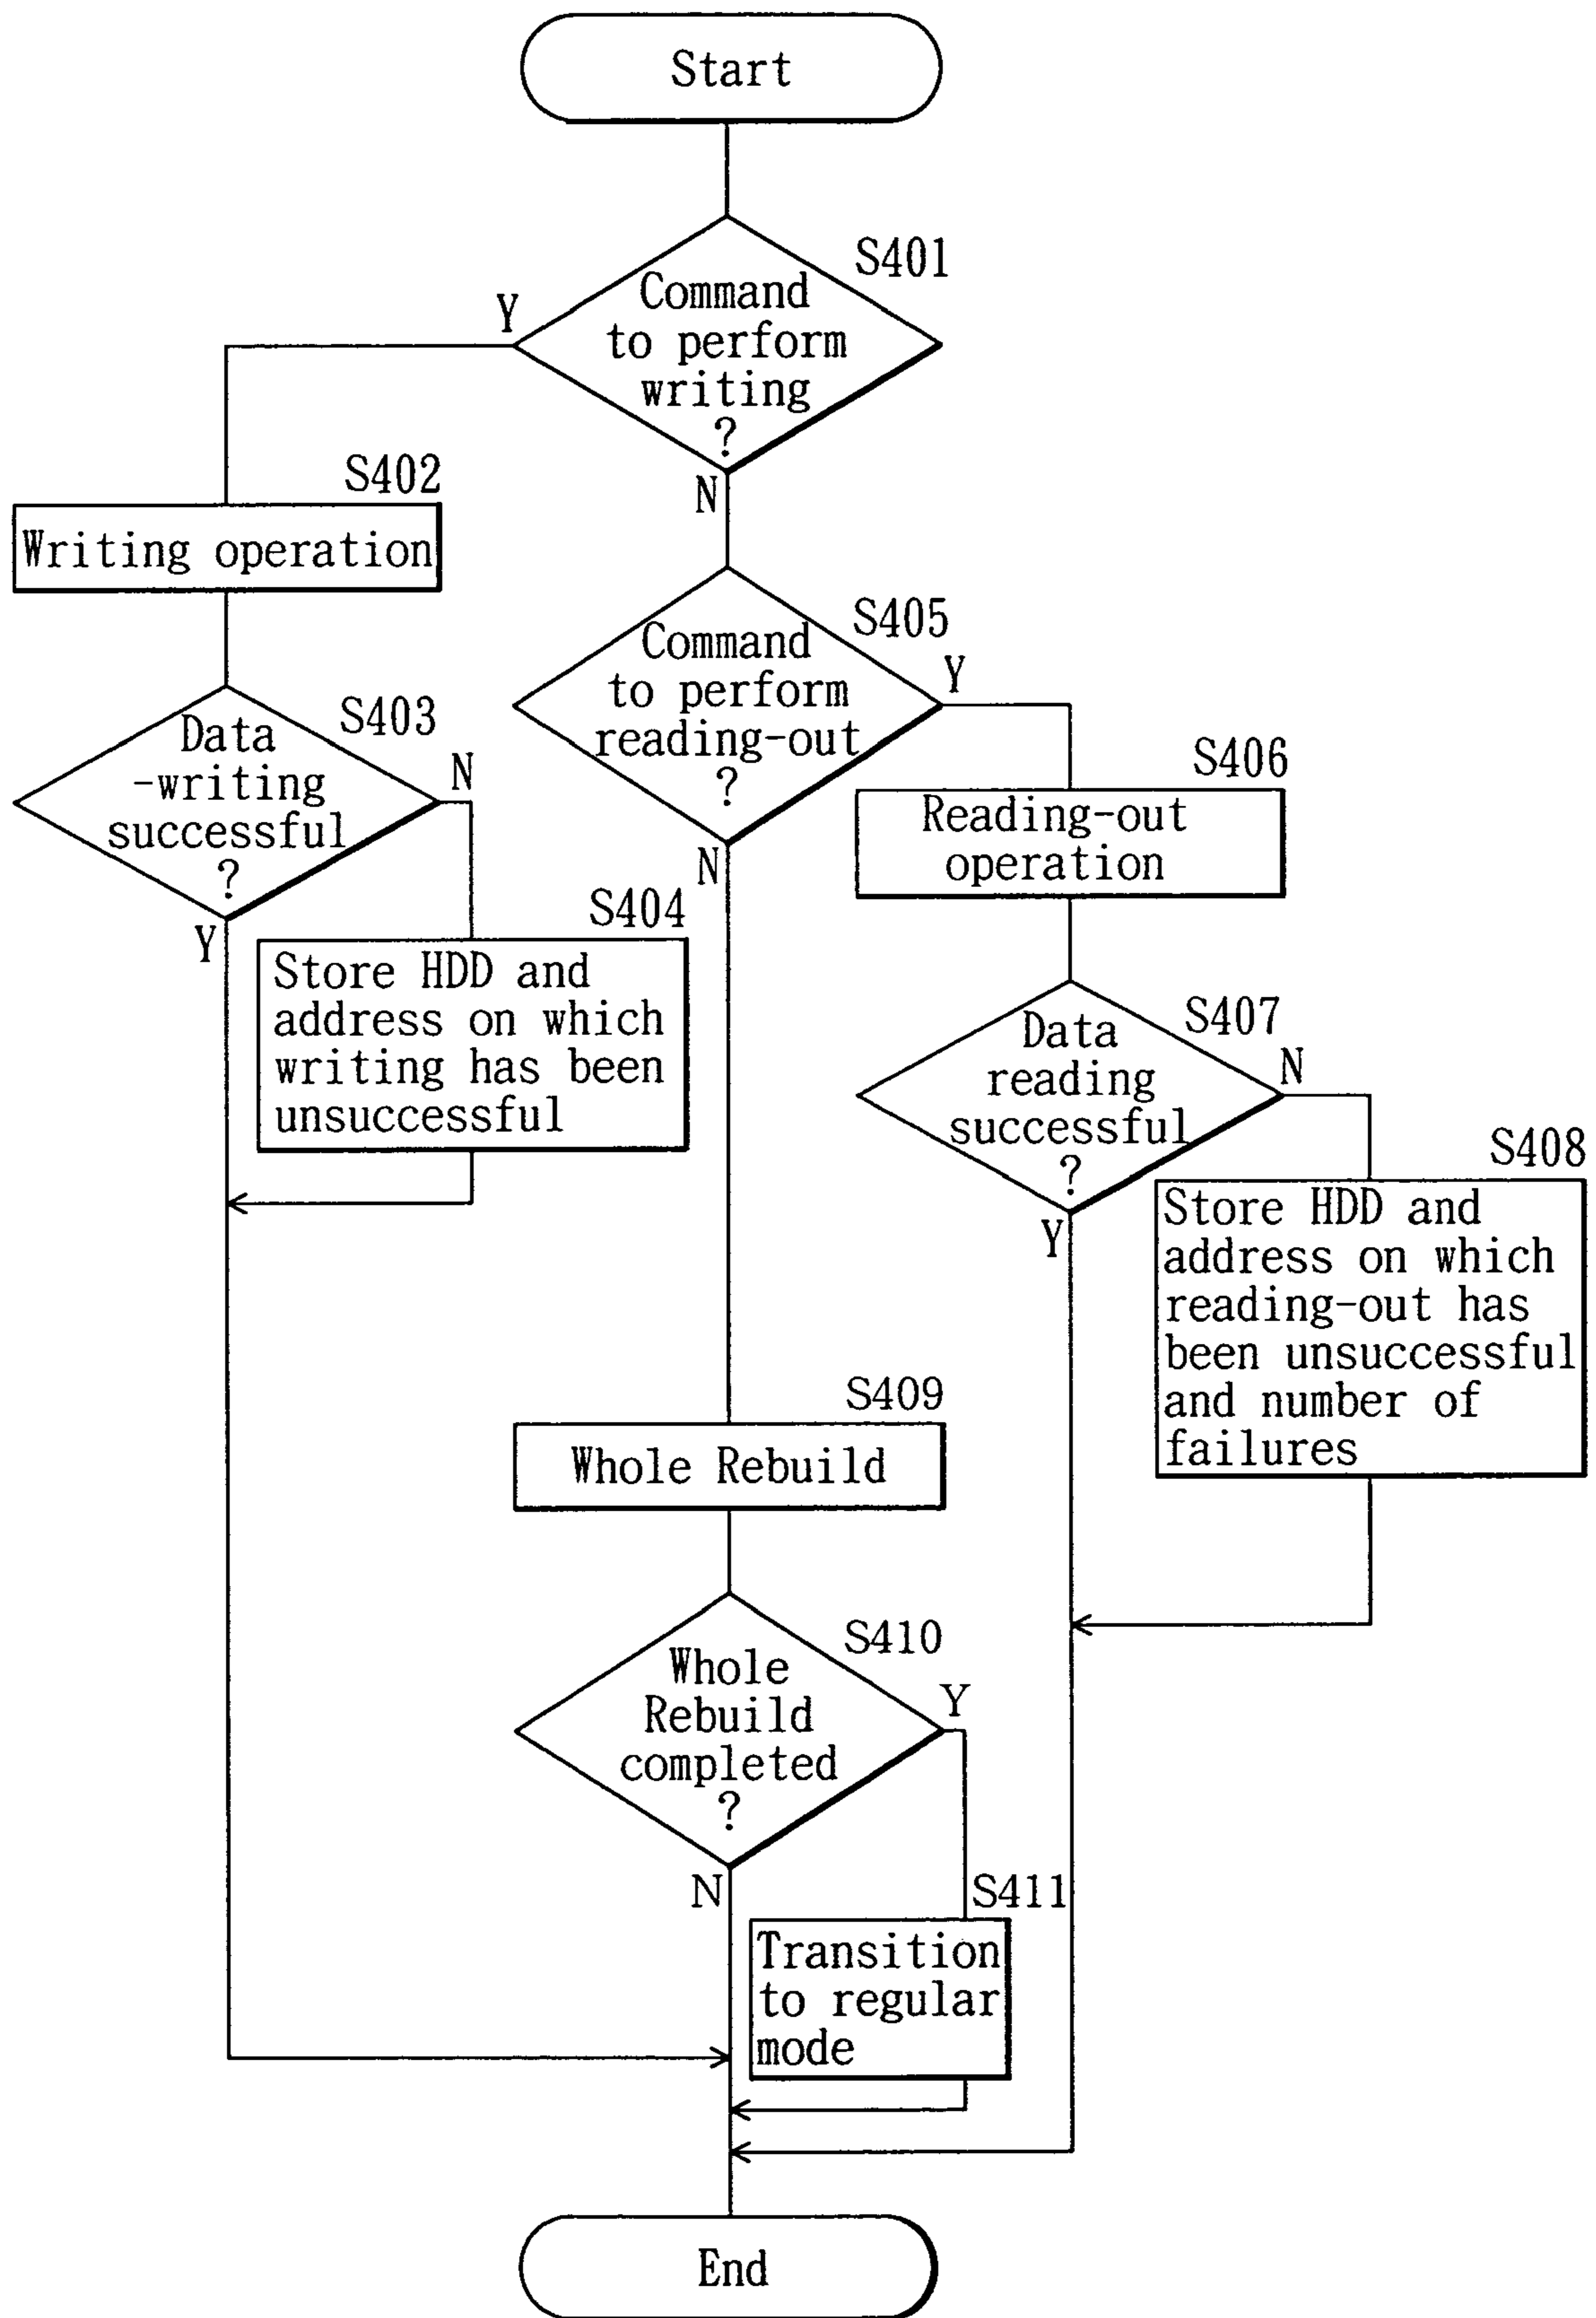 Start
S401
Command
to perform
writing
?
Y
N
S402
Writing operation
S403
Data
-writing
successful
?
N
Y
S404
Store HDD and
address on which
writing has been
unsuccessful
S405
Command
to perform
reading-out
?
Y
N
S406
Reading-out
operation
S407
Data
reading
successful
?
N
Y
S408
Store HDD and
address on which
reading-out has
been unsuccessful
and number of
failures
S409
Whole Rebuild
S410
Whole
Rebuild
completed
?
Y
N
S411
Transition
to regular
mode
End